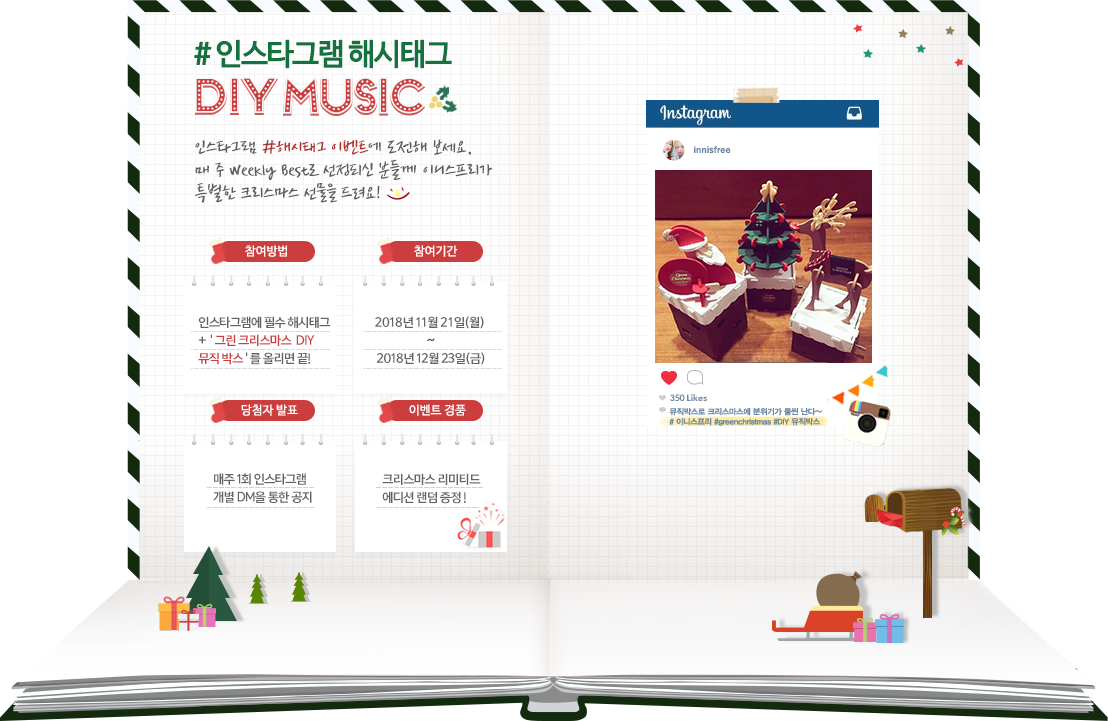 # 인스타그램 해시태그
DIY MUSIC
인스타그램 #해시태그 이벤트에 도전해 보세요.
매 주 Weekly Best로 선정되신 분들께 이니스프리가
특별한 크리스마스 선물을 드려요!
참여방법
인스타그램에 필수 해시태그
+ '그린 크리스마스 DIY
뮤직 박스'를 올리면 끝!
참여기간
2018년 11월 21일(월)
~
2018년 12월 23일(금)
당첨자 발표
매주 1회 인스타그램
개별 DM을 통한 공지
이벤트 경품
크리스마스 리미티드
에디션 랜덤 증정!
Instagram
innisfree
350 Likes
뮤직박스로 크리스마스에 분위기가 훨씬 난다~
# 이니스프리 #greenchristmas #DIY 뮤직박스